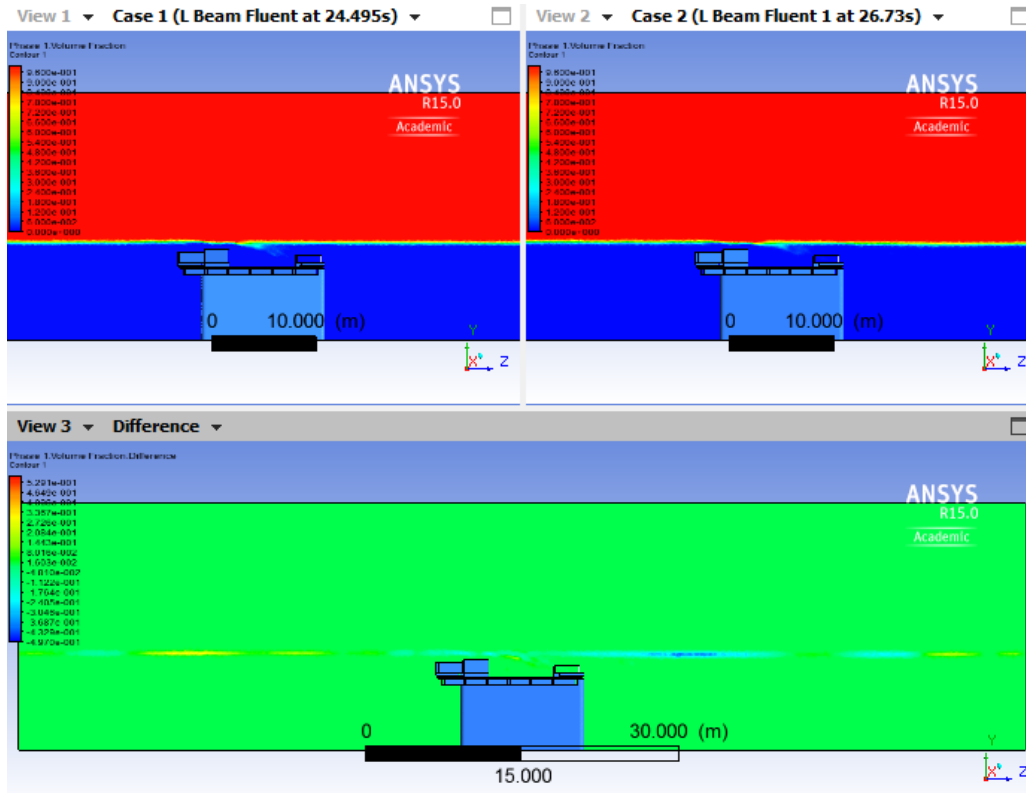 View 1 Case 1 (L Beam Fluent at 24.495s)
Phase 1.Volume Fraction
Contour 1
9.600e-001
9.000e-001
8.400e-001
7.800e-001
7.200e-001
6.600e-001
6.000e-001
5.400e-001
4.800e-001
4.200e-001
3.600e-001
3.000e-001
2.400e-001
1.800e-001
1.200e-001
6.000e-002
0.000e+000
ANSYS
R15.0
Academic
0 10.000 (m)
Y
X Z
View 2 Case 2 (L Beam Fluent 1 at 26.73s)
Phase 1.Volume Fraction
Contour 1
9.600e-001
9.000e-001
8.400e-001
7.800e-001
7.200e-001
6.600e-001
6.000e-001
5.400e-001
4.800e-001
4.200e-001
3.600e-001
3.000e-001
2.400e-001
1.800e-001
1.200e-001
6.000e-002
0.000e+000
ANSYS
R15.0
Academic
0 10.000 (m)
Y
X Z
View 3 Difference
Phase 1.Volume Fraction.Difference
Contour 1
5.291e-001
4.649e-001
3.367e-001
2.726e-001
2.084e-001
1.443e-001
8.016e-002
1.603e-002
-4.810e-002
-1.122e-001
-1.764e-001
-2.405e-001
-3.046e-001
-3.687e-001
-4.329e-001
-4.970e-001
ANSYS
R15.0
Academic
0 30.000 (m)
15.000
Y
X Z